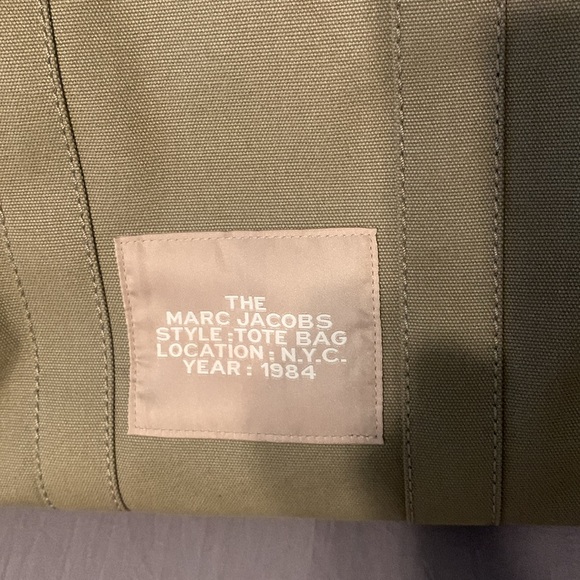 THE
MARC JACOBS
STYLE : TOTE BAG
LOCATION : N.Y.C.
YEAR : 1984